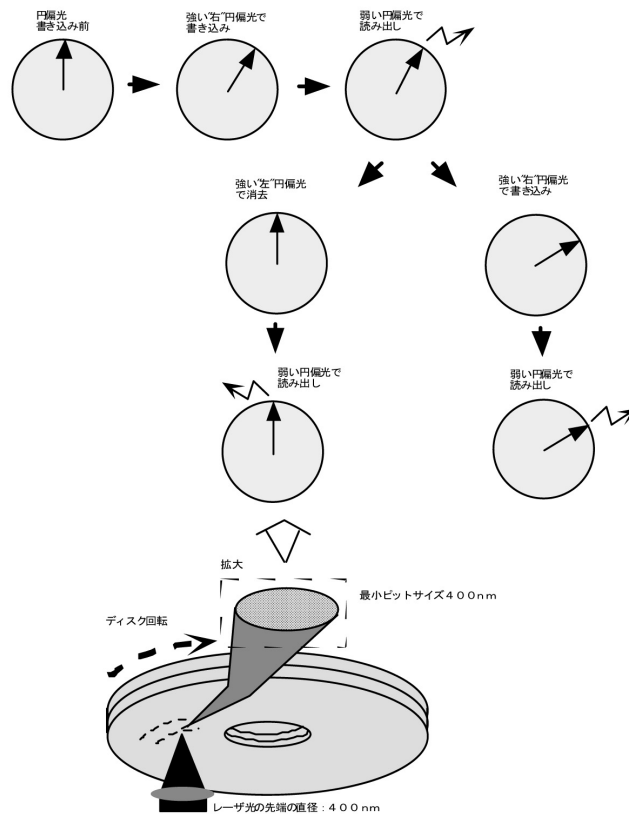 円偏光
書き込み前
強い"右"円偏光で
書き込み
弱い円偏光で
読み出し
強い"左"円偏光
で消去
強い"右"円偏光
で書き込み
弱い円偏光で
読み出し
弱い円偏光で
読み出し
拡大
最小ビットサイズ400nm
ディスク回転
レーザ光の先端の直径:400nm